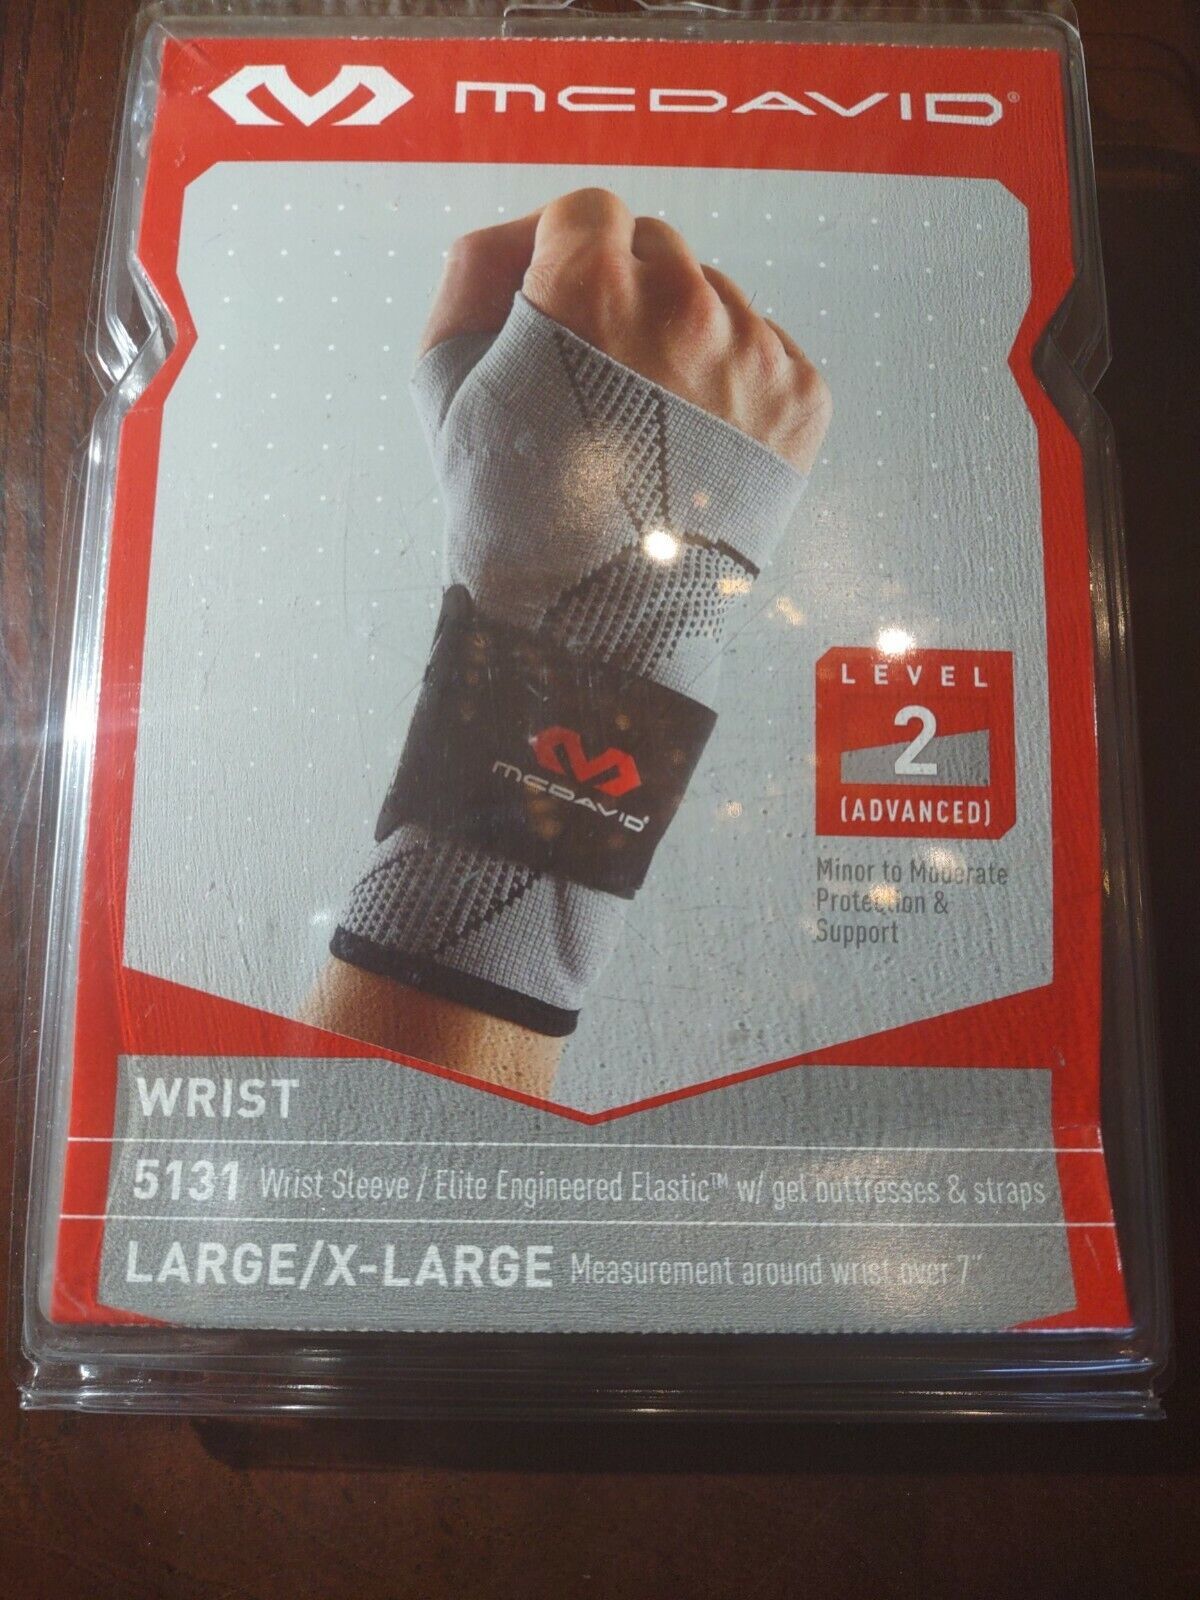 MCDAVID®
MCDAVID®
LEVEL
2
(ADVANCED)
Minor to Moderate
Protection &
Support
WRIST
5131 Wrist Sleeve / Elite Engineered Elastic™ w/ gel buttresses & straps
LARGE/X-LARGE Measurement around wrist over 7"